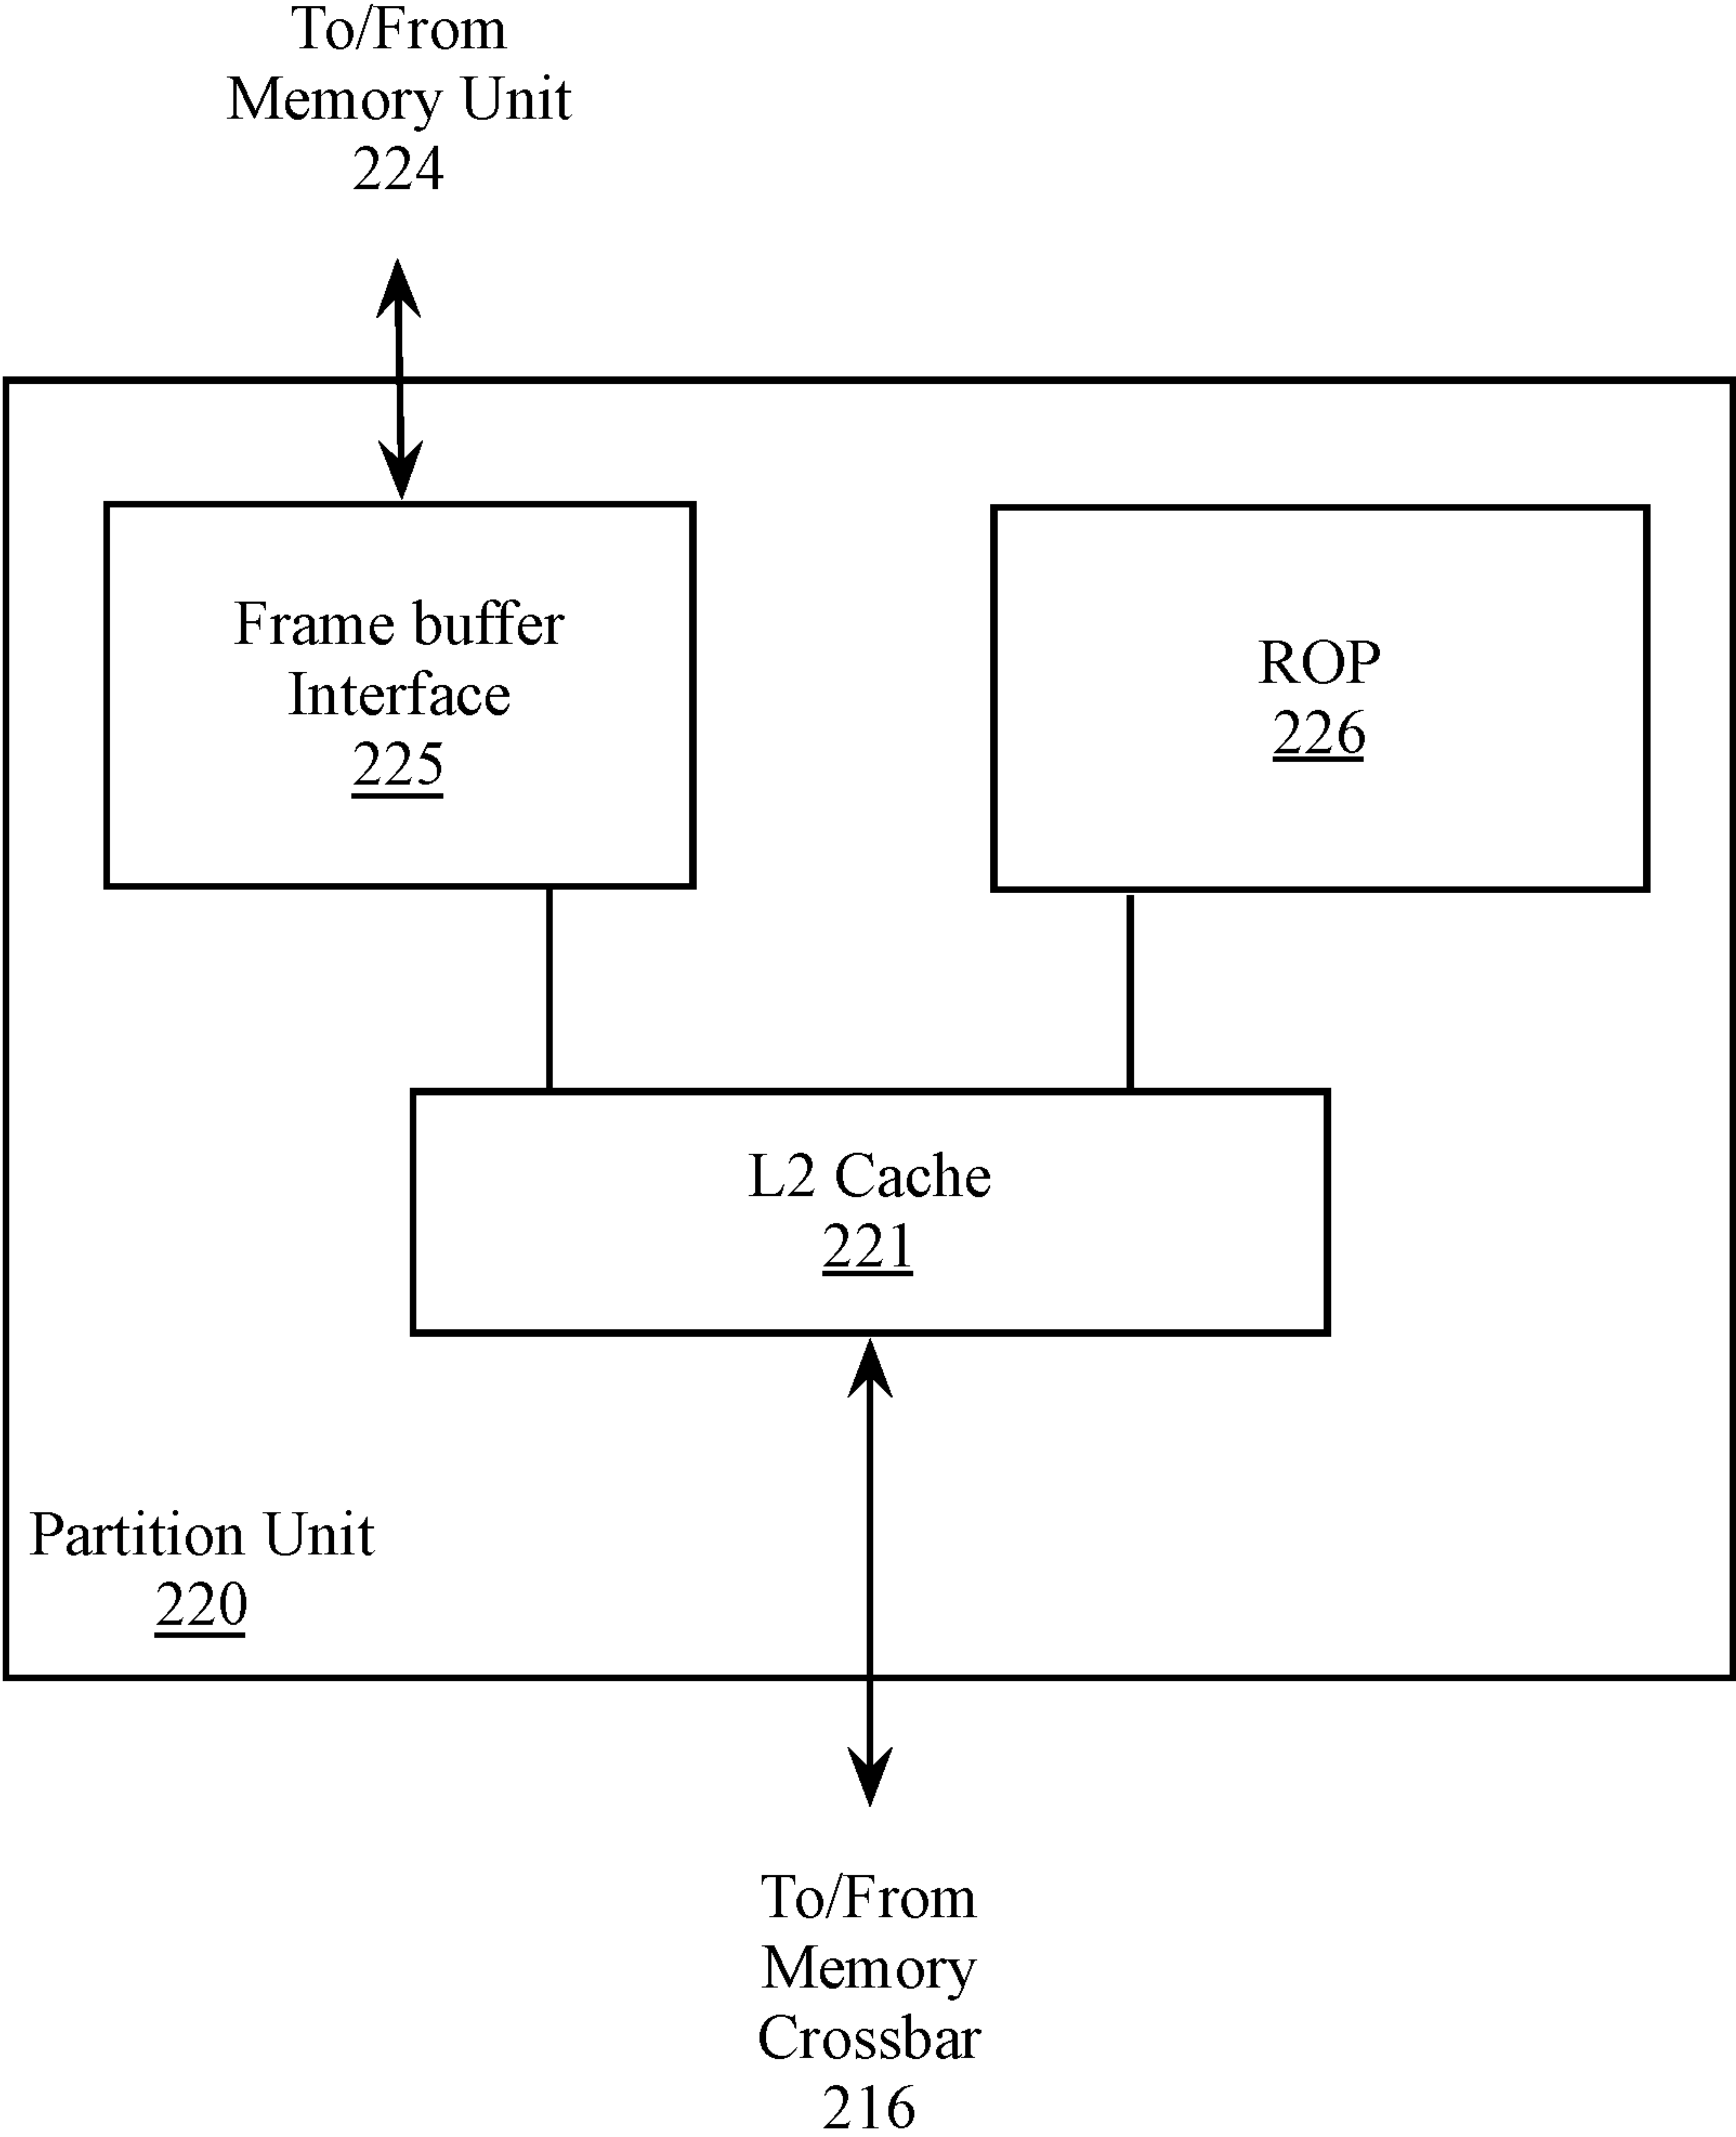 To/From
Memory Unit
224
Frame buffer
Interface
225
ROP
226
L2 Cache
221
Partition Unit
220
To/From
Memory
Crossbar
216